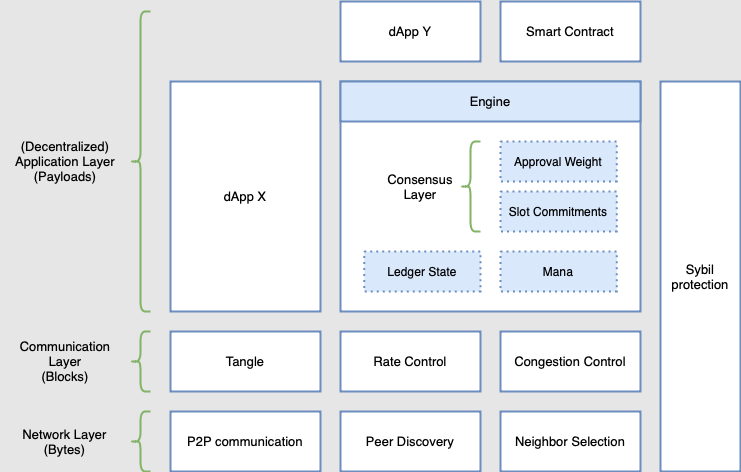 dApp Y
Smart Contract
(Decentralized)
Application Layer
(Payloads)
dApp X
Engine
Consensus
Layer
Approval Weight
Slot Commitments
Ledger State
Mana
Sybil
protection
Communication
Layer
(Blocks)
Tangle
Rate Control
Congestion Control
Network Layer
(Bytes)
P2P communication
Peer Discovery
Neighbor Selection